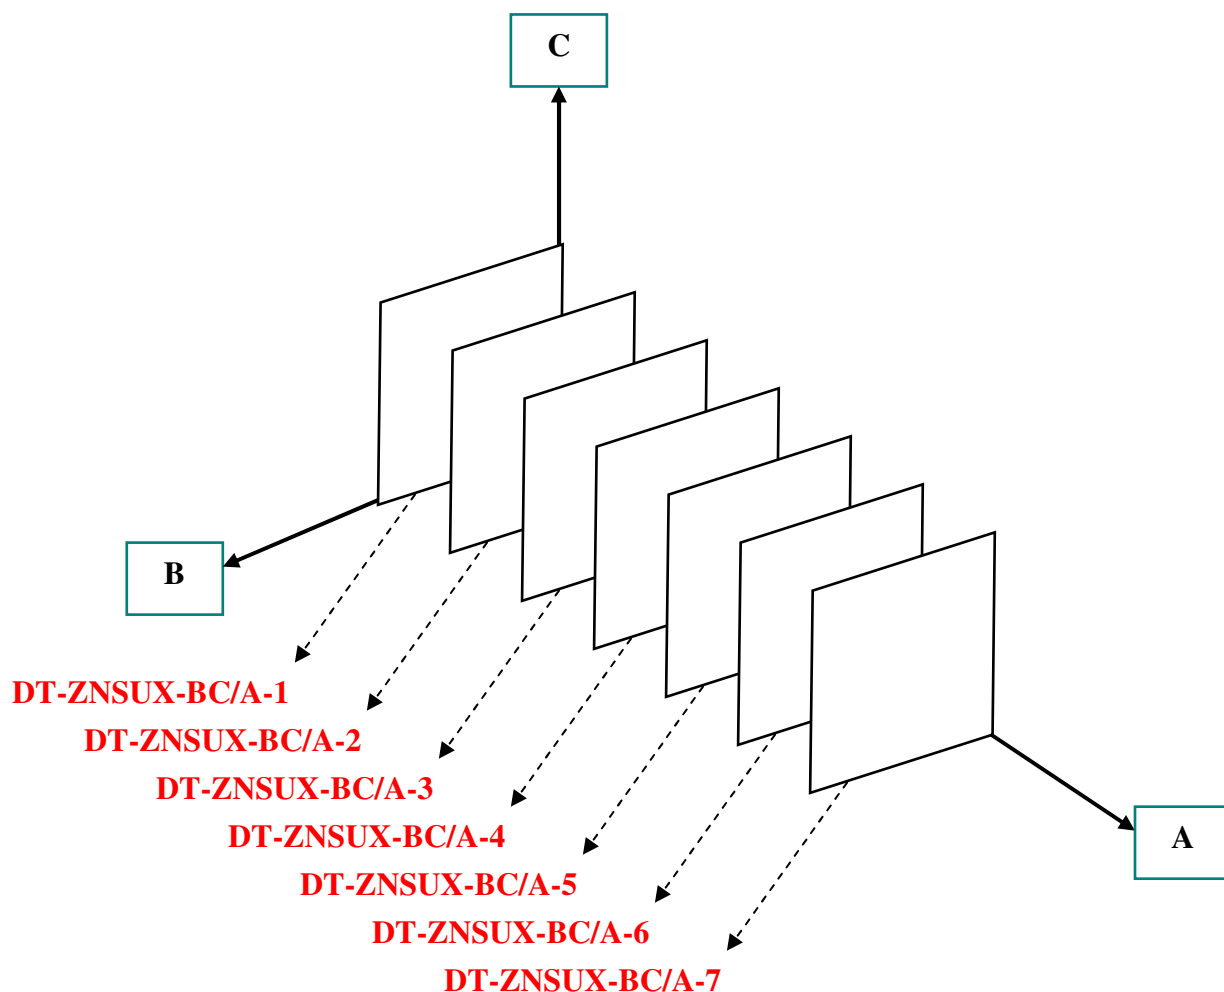 C
B
DT-ZNSUX-BC/A-1
DT-ZNSUX-BC/A-2
DT-ZNSUX-BC/A-3
DT-ZNSUX-BC/A-4
A
DT-ZNSUX-BC/A-5
DT-ZNSUX-BC/A-6
DT-ZNSUX-BC/A-7